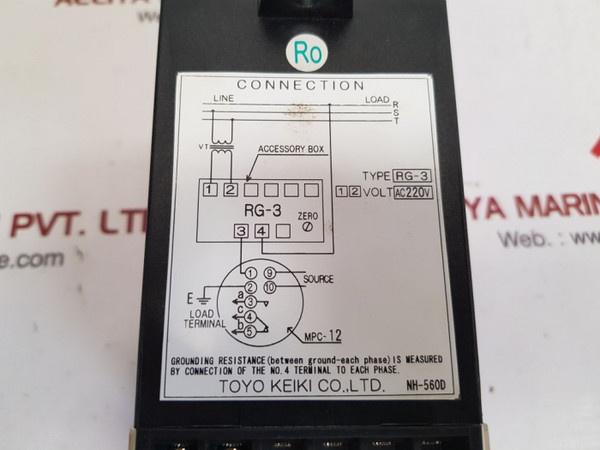 Ro
CONNECTION
LINE LOAD R
S
T
VT
ACCESSORY BOX
TYPE RG-3
1 2 VOLT AC220V
1 2
RG-3
ZERO
3 4
1 9
SOURCE
2 10
E
a 3
c 4
b 5
LOAD
TERMINAL
MPC-12
GROUNDING RESISTANCE(between ground-each phase)IS MEASURED
BY CONNECTION OF THE NO.4 TERMINAL TO EACH PHASE.
TOYO KEIKI CO.,LTD. NH-560D
PVT. LT
YA MARIN
Web. : www.